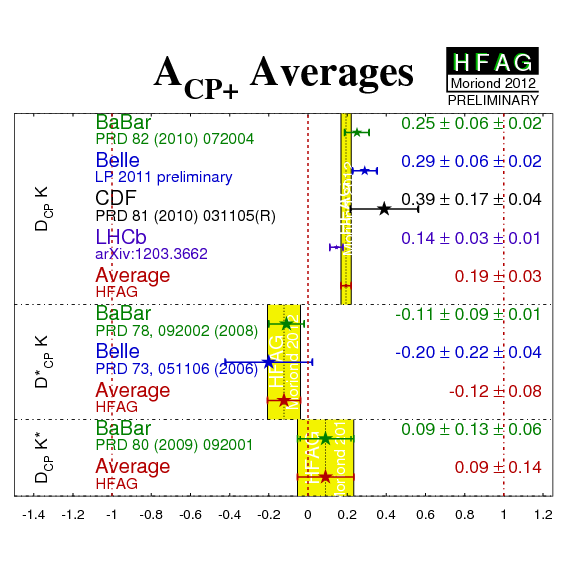 A_CP+ Averages
HFAG
Moriond 2012
PRELIMINARY
D_CP K
BaBar
PRD 82 (2010) 072004
0.25 ± 0.06 ± 0.02
Belle
LP 2011 preliminary
0.29 ± 0.06 ± 0.02
CDF
PRD 81 (2010) 031105(R)
0.39 ± 0.17 ± 0.04
LHCb
arXiv:1203.3662
0.14 ± 0.03 ± 0.01
Average
HFAG
0.19 ± 0.03
D*_CP K
BaBar
PRD 78, 092002 (2008)
-0.11 ± 0.09 ± 0.01
Belle
PRD 73, 051106 (2006)
-0.20 ± 0.22 ± 0.04
Average
HFAG
-0.12 ± 0.08
HFAG
Moriond 2012
D_CP K*
BaBar
PRD 80 (2009) 092001
0.09 ± 0.13 ± 0.06
Average
HFAG
0.09 ± 0.14
HFAG
-1.4 -1.2 -1 -0.8 -0.6 -0.4 -0.2 0 0.2 0.4 0.6 0.8 1 1.2